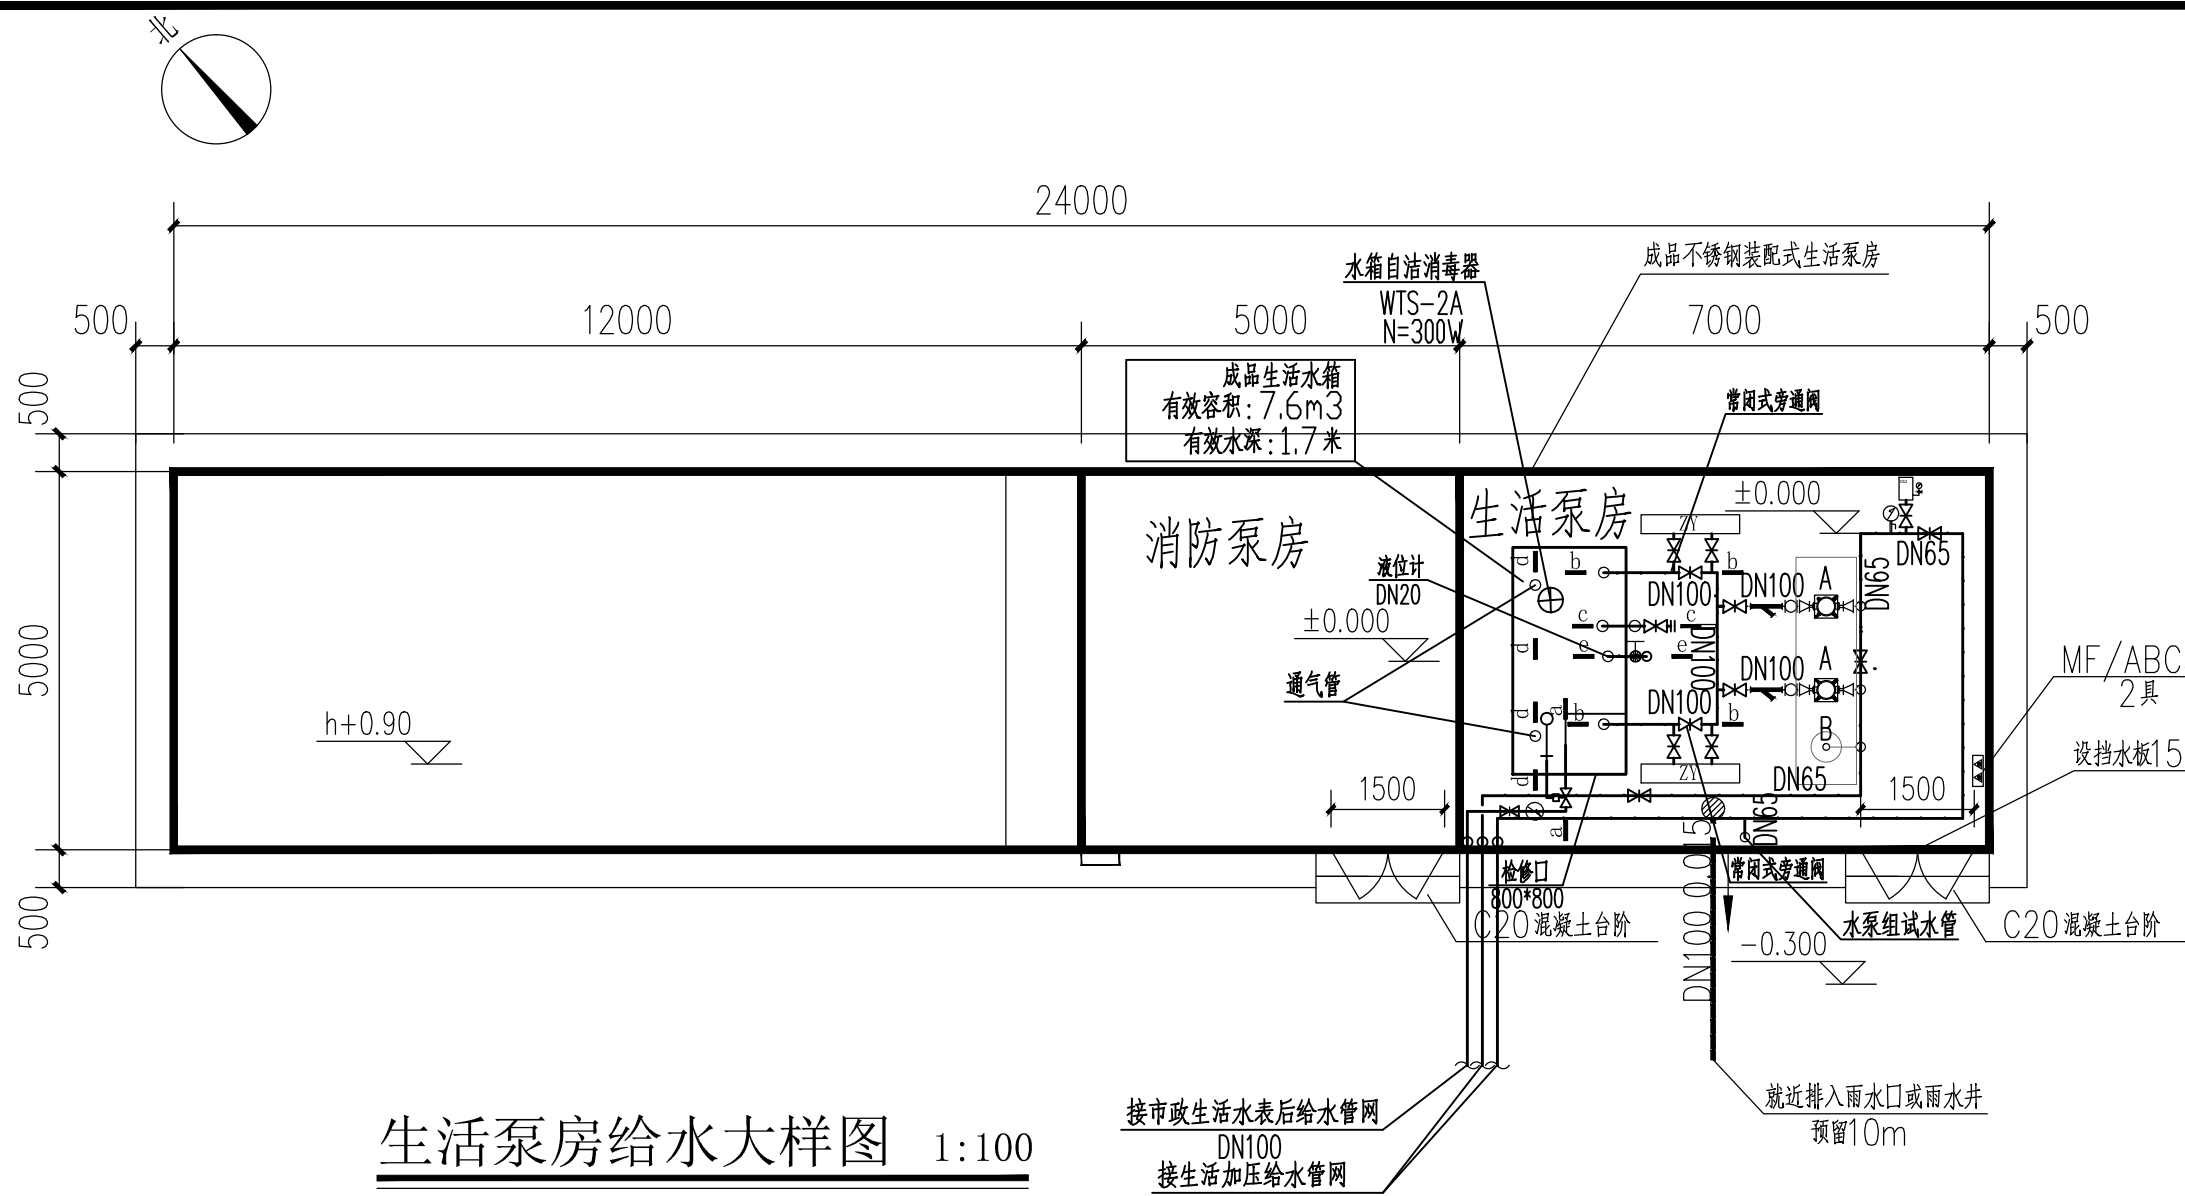 北
24000
500
12000
5000
7000
500
水箱自洁消毒器
WTS-2A
N=300W
成品不锈钢装配式生活泵房
成品生活水箱
有效容积:7.6m3
有效水深:1.7米
常闭式旁通阀
500
5000
500
消防泵房
生活泵房
±0.000
±0.000
h+0.90
液位计
DN20
通气管
ZY
ZY
d
d
d
d
b
b
b
b
c
c
e
e
a
a
DN100
DN100
DN100
DN100
DN100
DN65
DN65
DN65
DN65
A
A
B
1500
1500
MF/ABC
2具
设挡水板15
检修口
800*800
常闭式旁通阀
水泵组试水管
C20混凝土台阶
C20混凝土台阶
DN100 0.015
-0.300
就近排入雨水口或雨水井
预留10m
接市政生活水表后给水管网
DN100
接生活加压给水管网
生活泵房给水大样图 1:100